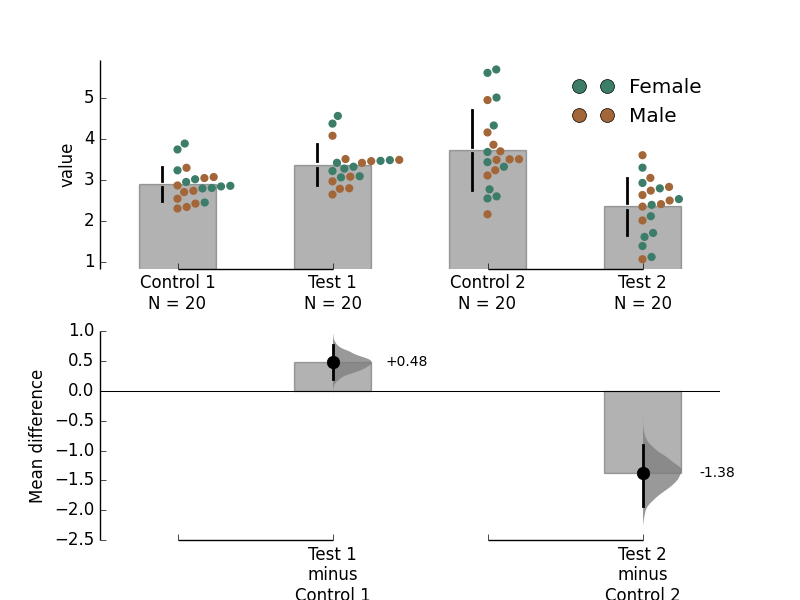 value
5
4
3
2
1
Female
Male
Control 1
N = 20
Test 1
N = 20
Control 2
N = 20
Test 2
N = 20
Mean difference
1.0
0.5
0.0
−0.5
−1.0
−1.5
−2.0
−2.5
+0.48
-1.38
Test 1
minus
Control 1
Test 2
minus
Control 2